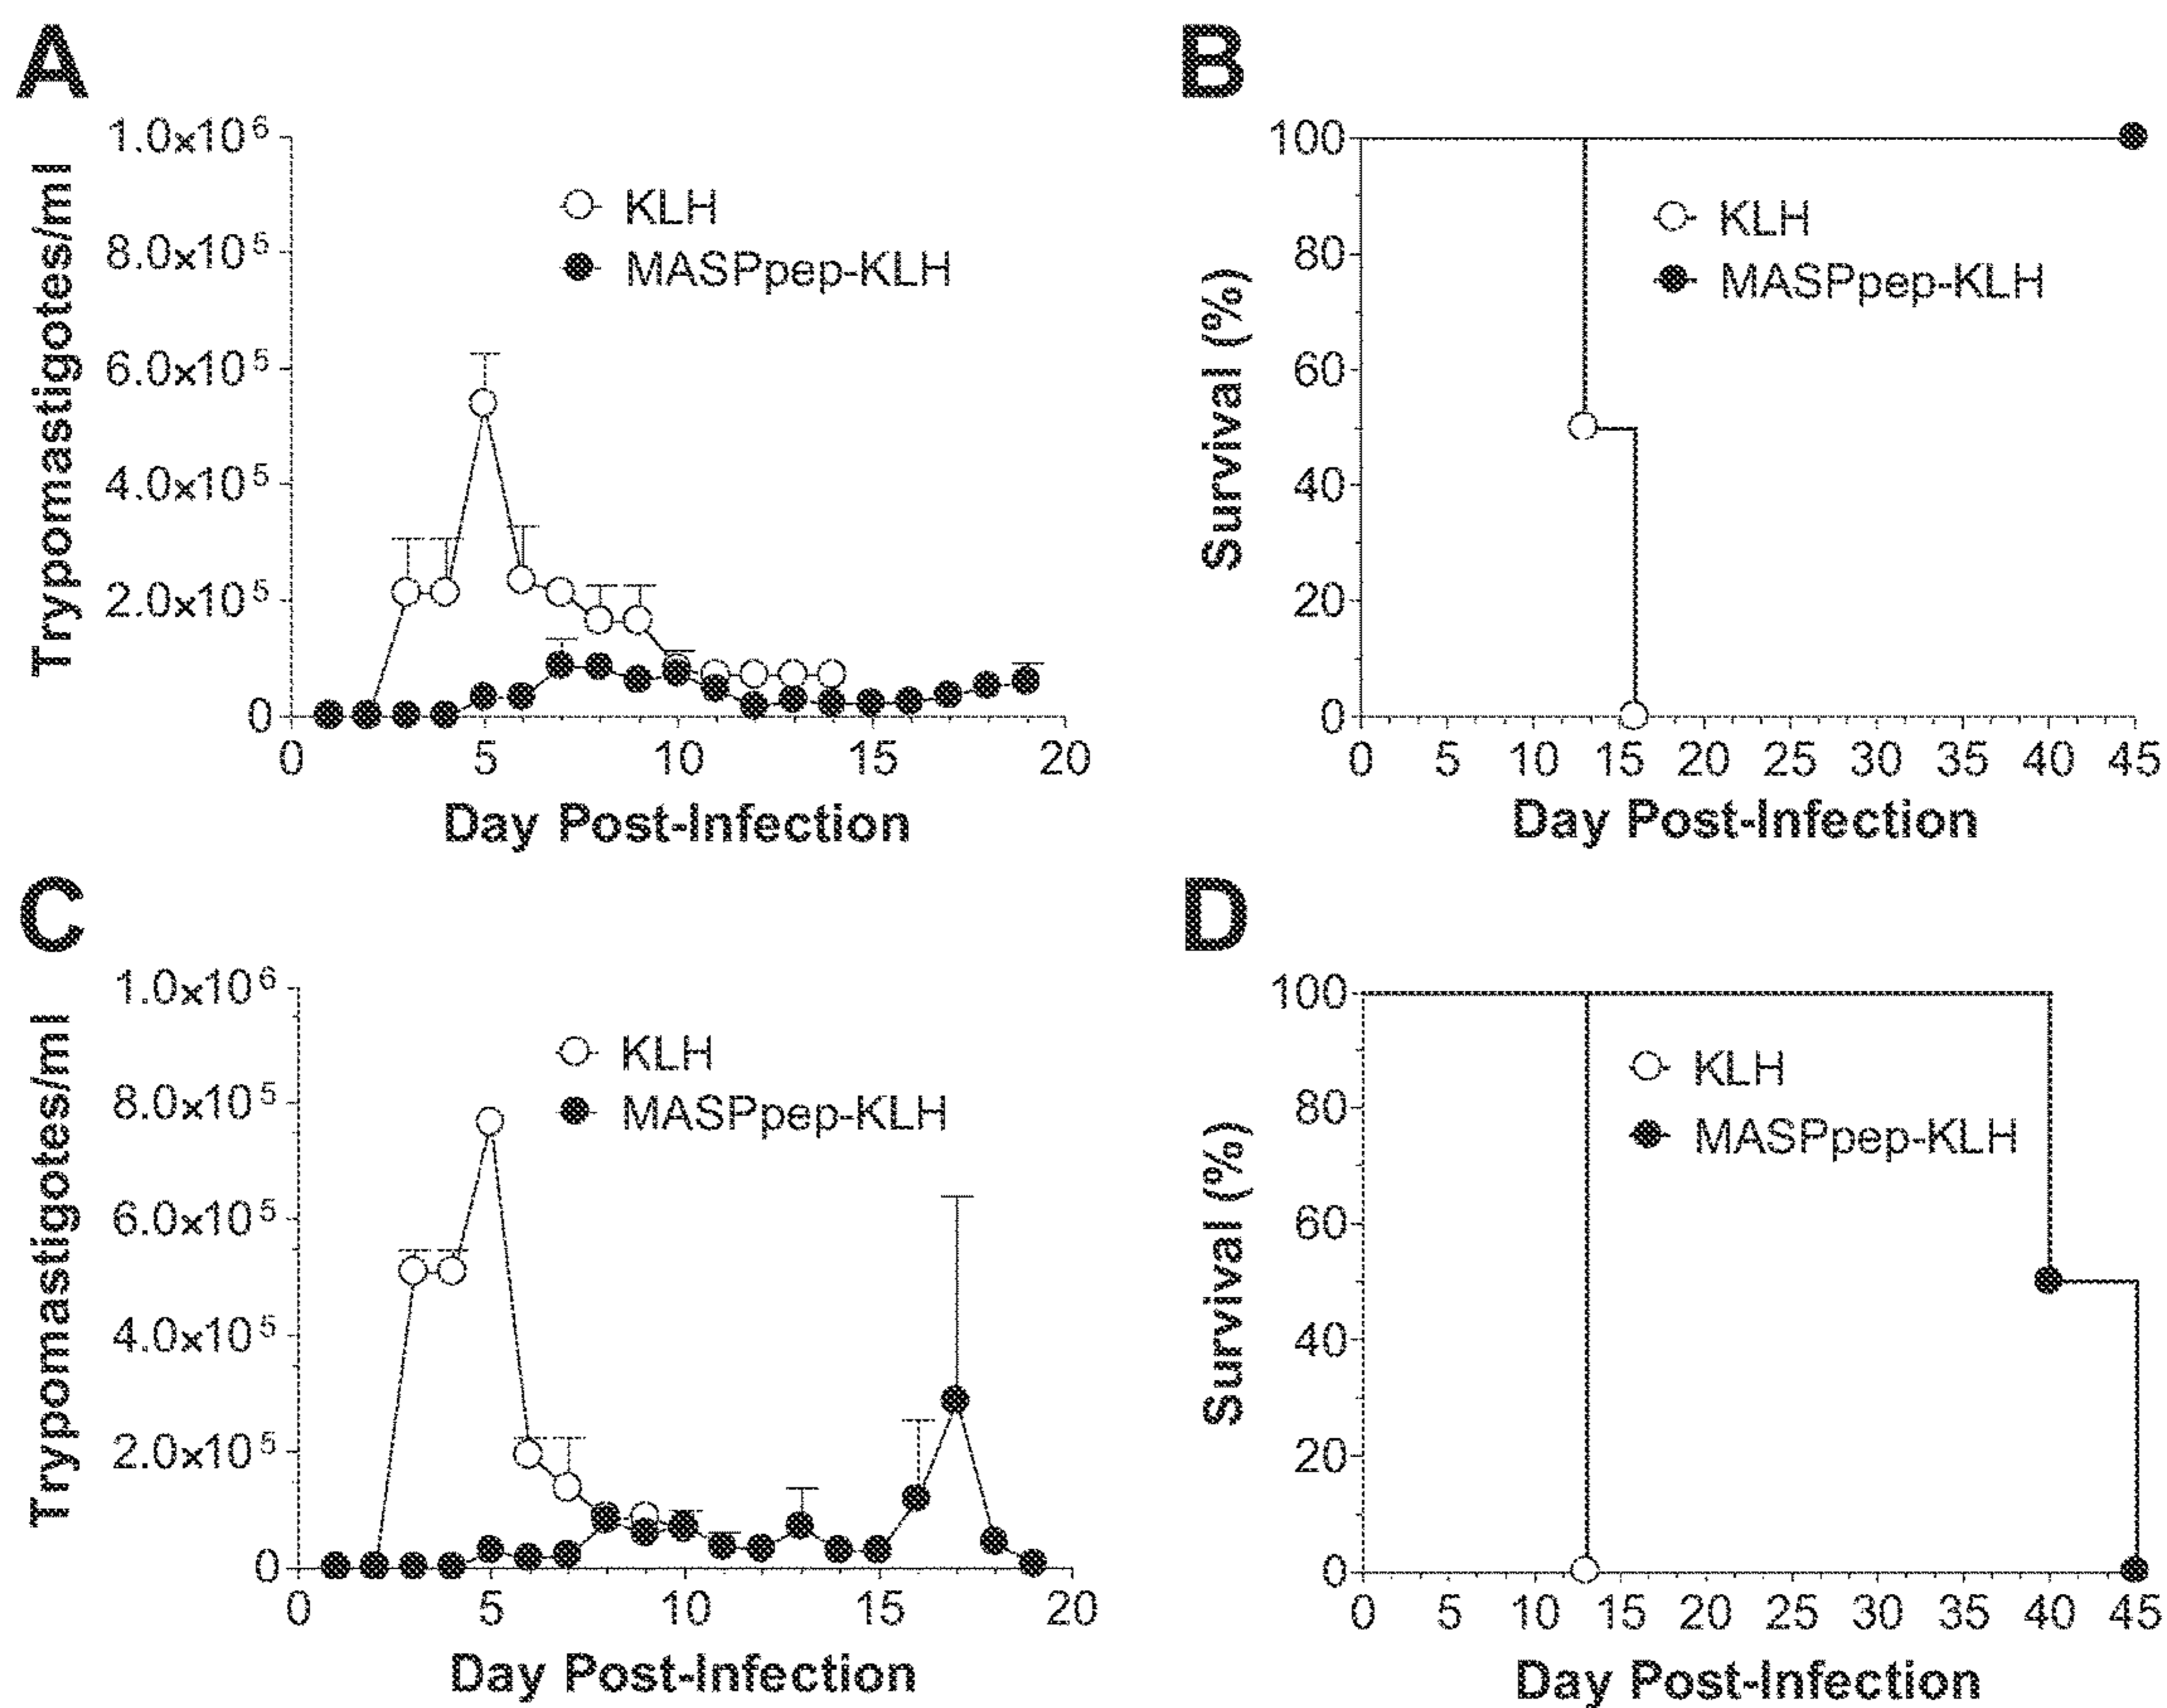 A
Trypomastigotes/ml
1.0x10⁶
8.0x10⁵
6.0x10⁵
4.0x10⁵
2.0x10⁵
0
KLH
MASPpep-KLH
0 5 10 15 20
Day Post-Infection
B
Survival (%)
100
80
60
40
20
0
KLH
MASPpep-KLH
0 5 10 15 20 25 30 35 40 45
Day Post-Infection
C
Trypomastigotes/ml
1.0x10⁶
8.0x10⁵
6.0x10⁵
4.0x10⁵
2.0x10⁵
0
KLH
MASPpep-KLH
0 5 10 15 20
Day Post-Infection
D
Survival (%)
100
80
60
40
20
0
KLH
MASPpep-KLH
0 5 10 15 20 25 30 35 40 45
Day Post-Infection